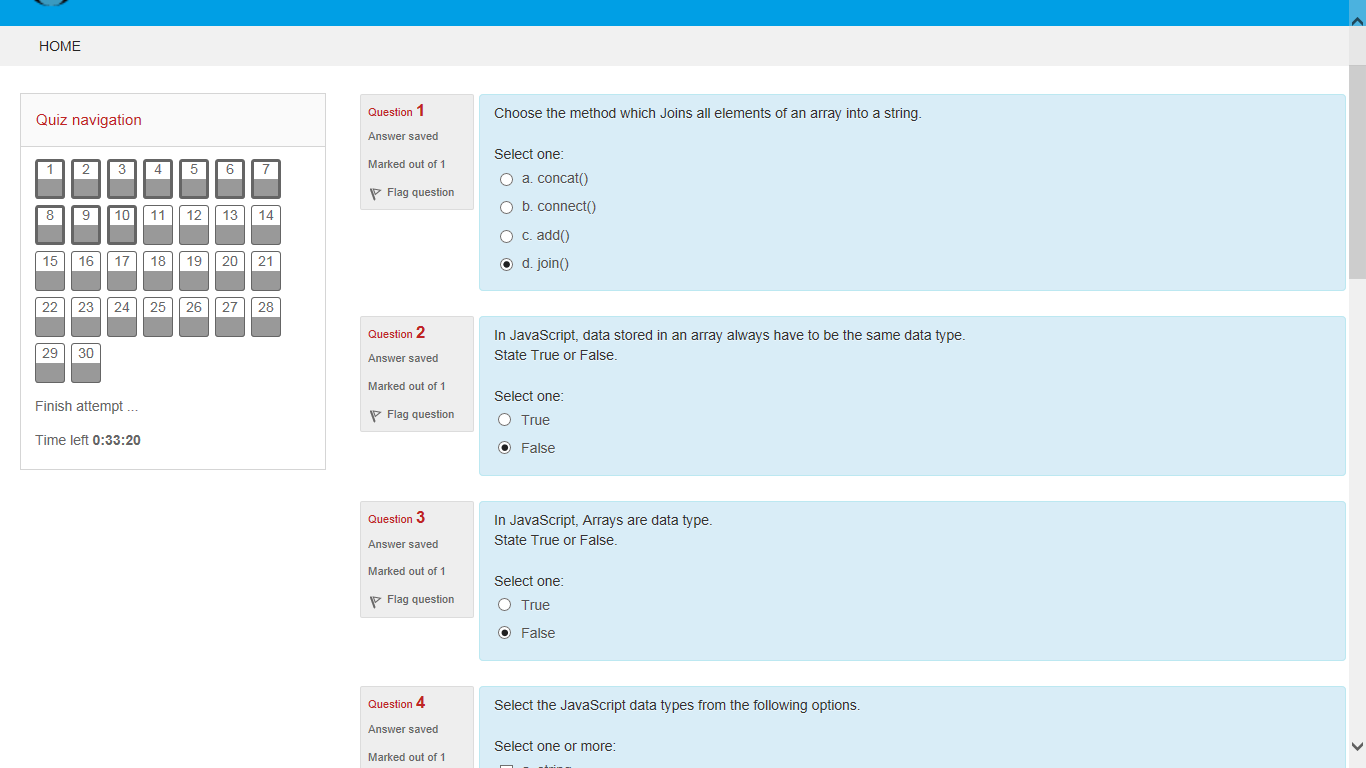 HOME
Quiz navigation
1 2 3 4 5 6 7
8 9 10 11 12 13 14
15 16 17 18 19 20 21
22 23 24 25 26 27 28
29 30
Finish attempt ...
Time left 0:33:20
Question 1
Answer saved
Marked out of 1
Flag question
Choose the method which Joins all elements of an array into a string.
Select one:
a. concat()
b. connect()
c. add()
d. join()
Question 2
Answer saved
Marked out of 1
Flag question
In JavaScript, data stored in an array always have to be the same data type.
State True or False.
Select one:
True
False
Question 3
Answer saved
Marked out of 1
Flag question
In JavaScript, Arrays are data type.
State True or False.
Select one:
True
False
Question 4
Answer saved
Marked out of 1
Select the JavaScript data types from the following options.
Select one or more: